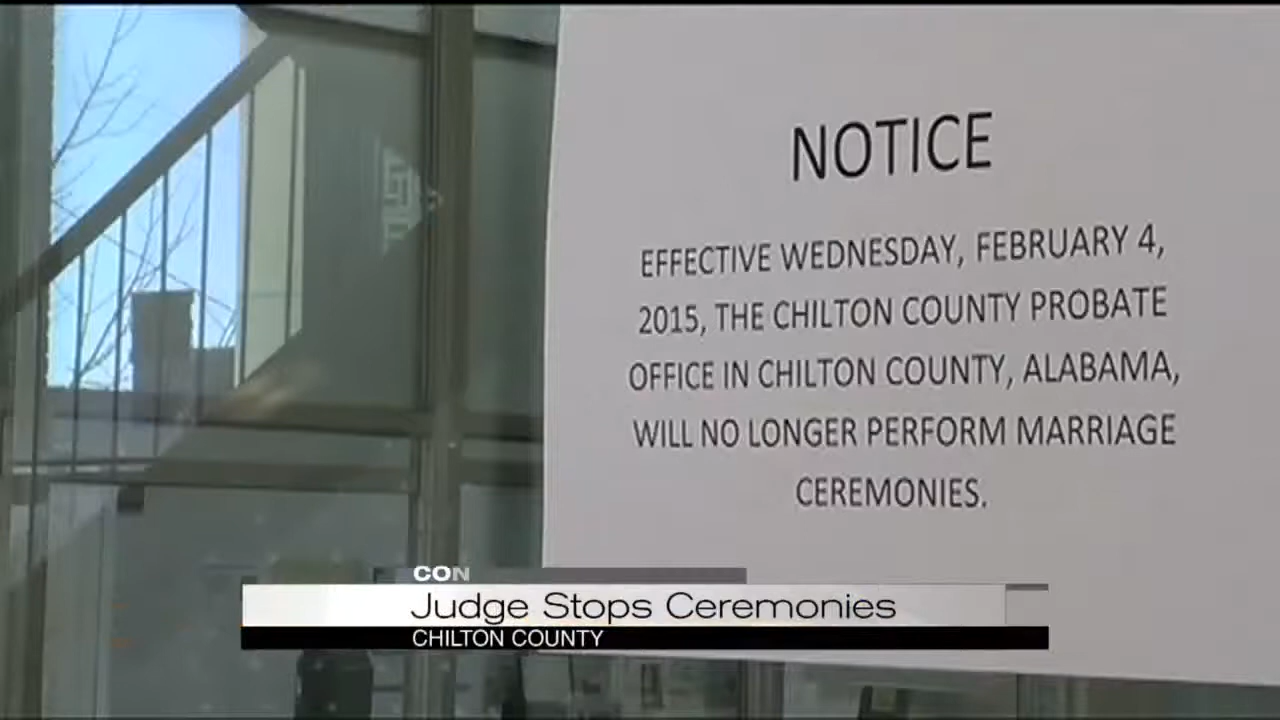 NOTICE
EFFECTIVE WEDNESDAY, FEBRUARY 4,
2015, THE CHILTON COUNTY PROBATE
OFFICE IN CHILTON COUNTY, ALABAMA,
WILL NO LONGER PERFORM MARRIAGE
CEREMONIES.
CON
Judge Stops Ceremonies
CHILTON COUNTY